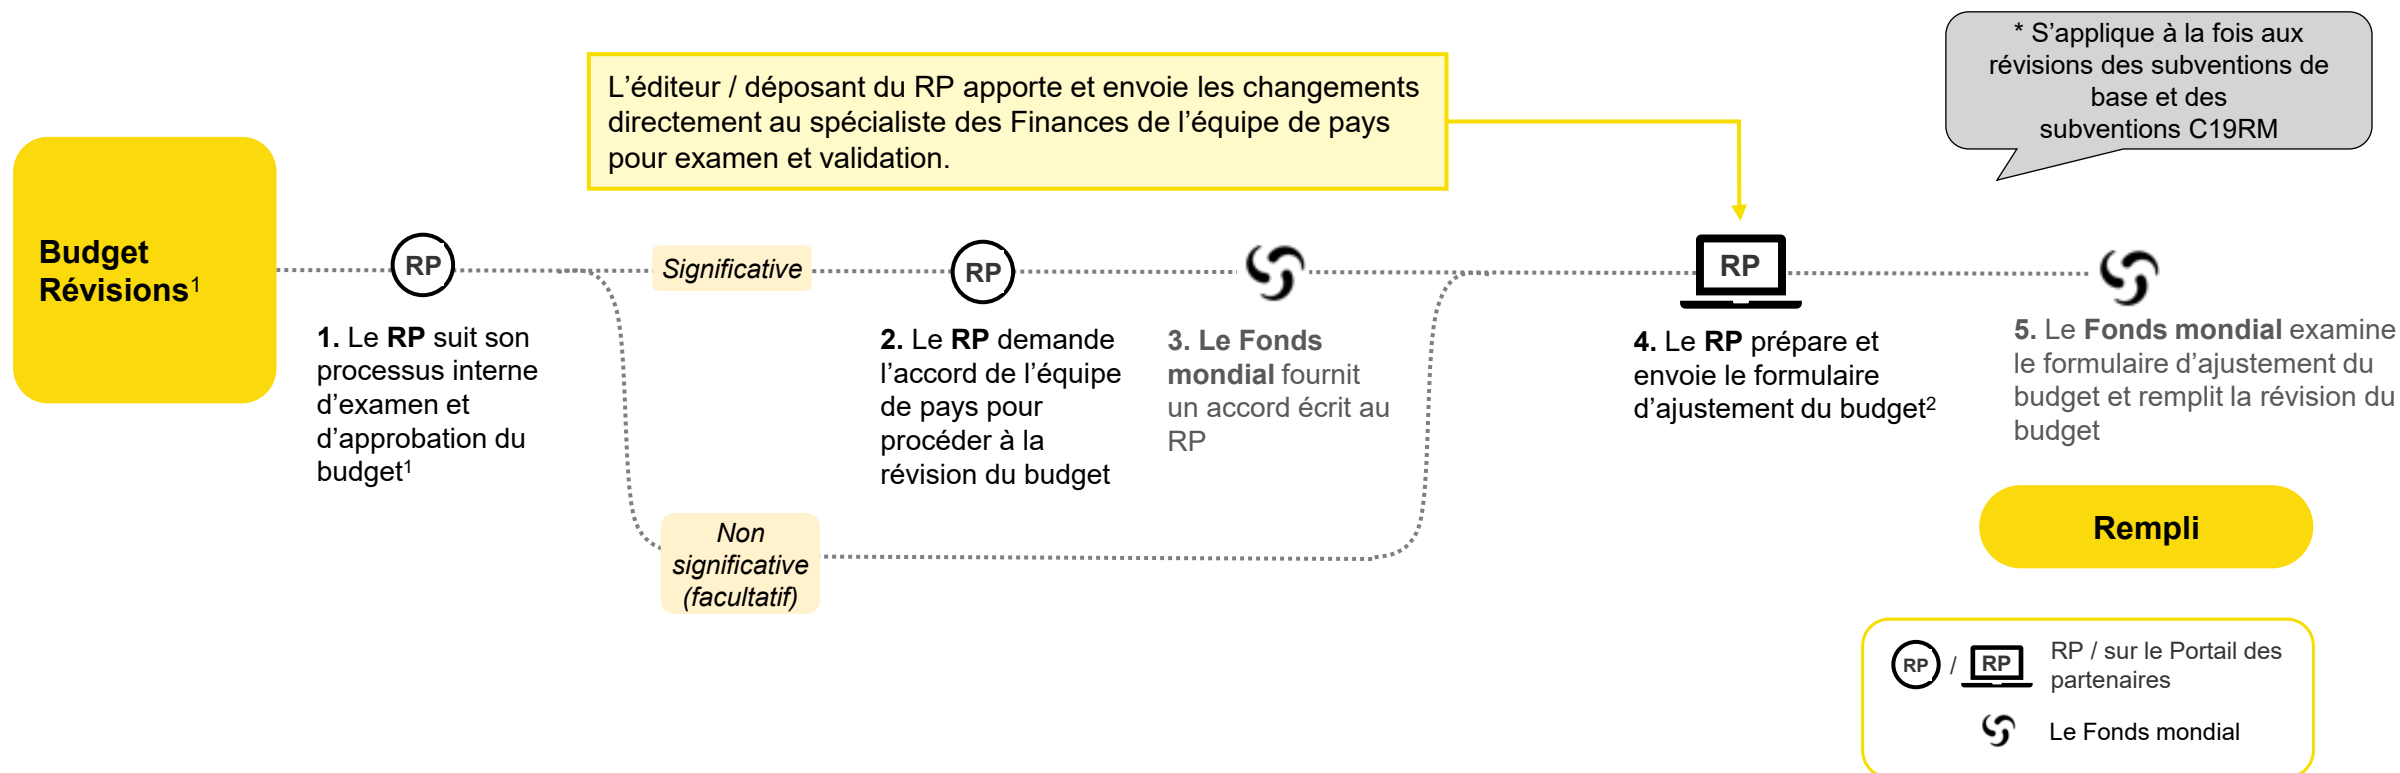 * S’applique à la fois aux
révisions des subventions de
base et des
subventions C19RM
L’éditeur / déposant du RP apporte et envoie les changements
directement au spécialiste des Finances de l’équipe de pays
pour examen et validation.
Budget
Révisions¹
RP
Significative
RP
RP
1. Le RP suit son
processus interne
d’examen et
d’approbation du
budget¹
2. Le RP demande
l’accord de l’équipe
de pays pour
procéder à la
révision du budget
3. Le Fonds
mondial fournit
un accord écrit au
RP
4. Le RP prépare et
envoie le formulaire
d’ajustement du budget²
5. Le Fonds mondial examine
le formulaire d’ajustement du
budget et remplit la révision du
budget
Non
significative
(facultatif)
Rempli
RP / RP
RP / sur le Portail des
partenaires
Le Fonds mondial